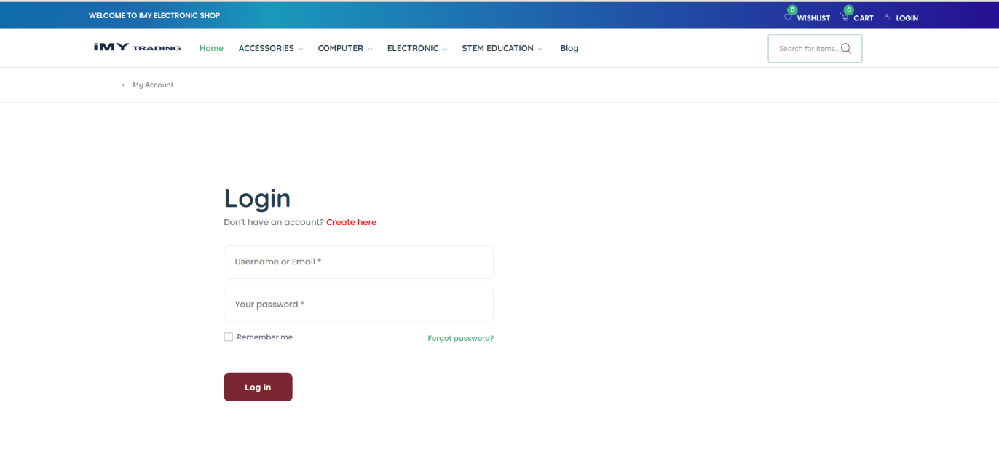 WELCOME TO IMY ELECTRONIC SHOP
0 WISHLIST 0 CART LOGIN
iMY TRADING Home ACCESSORIES COMPUTER ELECTRONIC STEM EDUCATION Blog Search for items...
My Account
Login
Don't have an account? Create here
Username or Email *
Your password *
Remember me Forgot password?
Log in